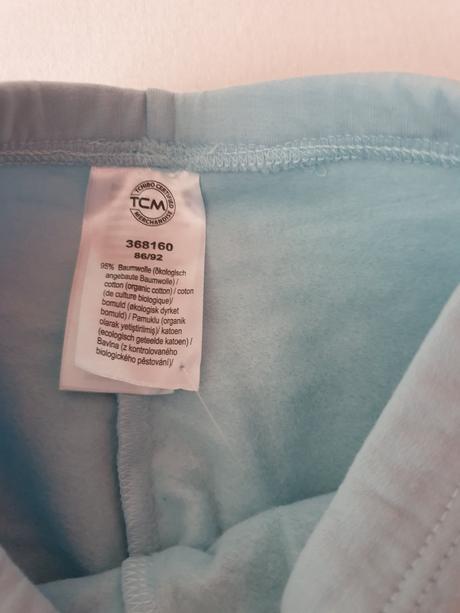 TCHIBO CERTIFIED
TCM
MERCHANDISE
368160
86/92
95% Baumwolle (ökologisch
angebaute Baumwolle) /
cotton (organic cotton) / coton
(de culture biologique)/
bomuld (økologisk dyrket
bomuld) / Pamuklu (organik
olarak yetiştirilmiş)/ katoen
(ecologisch geteelde katoen) /
Bavlna (z kontrolovaného
biologického pěstování)/